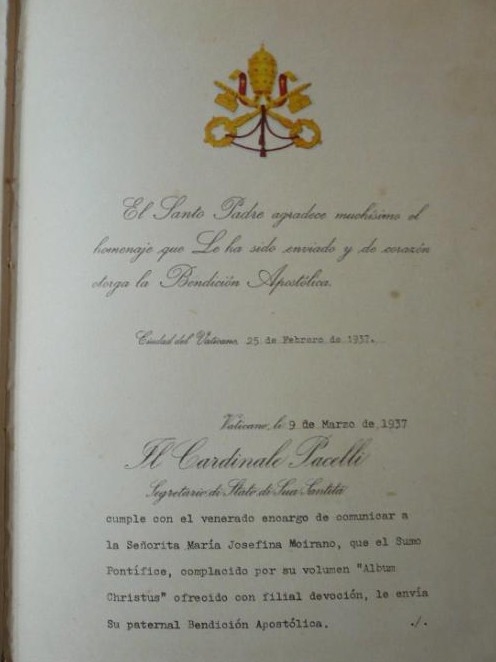 El Santo Padre agradece muchísimo el
homenaje que Le ha sido enviado y de corazón
otorga la Bendición Apostólica.
Ciudad del Vaticano, 25 de Febrero de 1937.
Vaticano, li 9 de Marzo de 1937
Il Cardinale Pacelli
Segretario di Stato di Sua Santità
cumple con el venerado encargo de comunicar a
la Señorita María Josefina Moirano, que el Sumo
Pontífice, complacido por su volumen "Album
Christus" ofrecido con filial devoción, le envía
Su paternal Bendición Apostólica. ./.